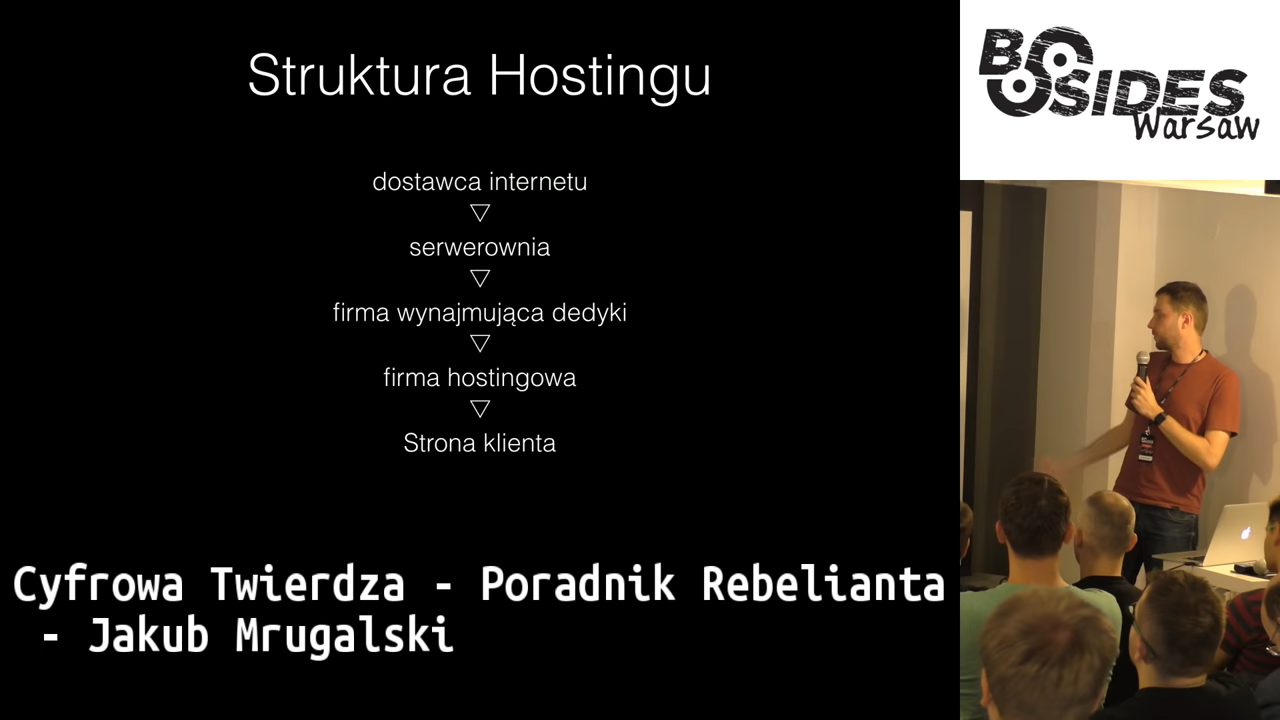 Struktura Hostingu
dostawca internetu
serwerownia
firma wynajmująca dedyki
firma hostingowa
Strona klienta
Cyfrowa Twierdza - Poradnik Rebelianta
- Jakub Mrugalski
BSIDES
Warsaw